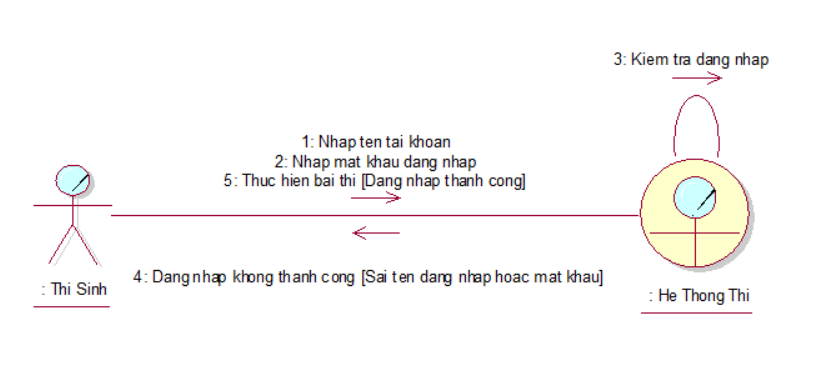 3: Kiem tra dang nhap
1: Nhap ten tai khoan
2: Nhap mat khau dang nhap
5: Thuc hien bai thi [Dang nhap thanh cong]
4: Dang nhap khong thanh cong [Sai ten dang nhap hoac mat khau]
: Thi Sinh
: He Thong Thi